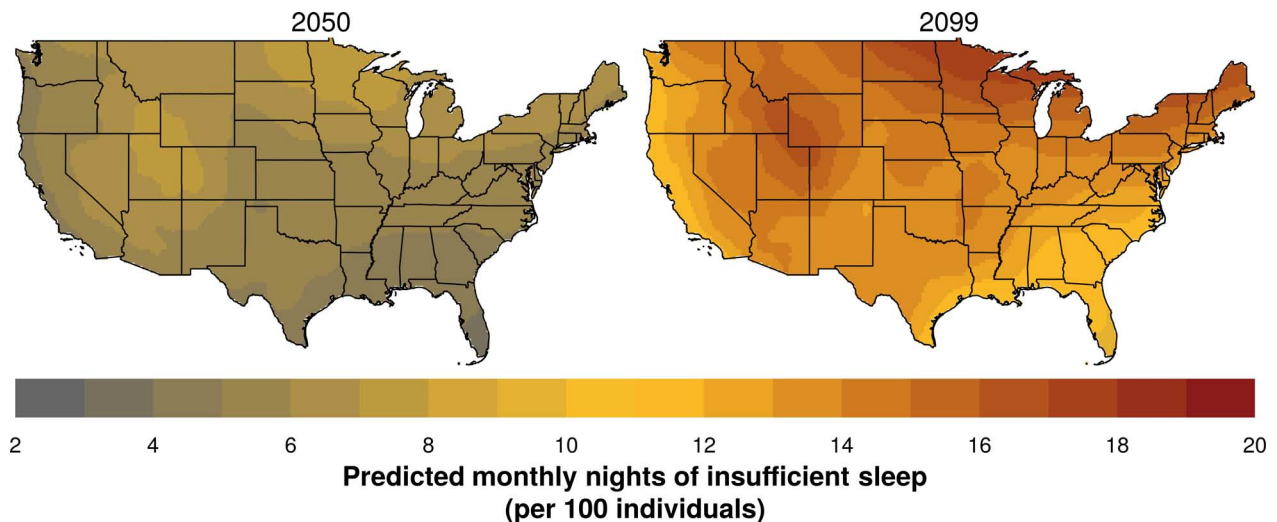 2050 2099
2 4 6 8 10 12 14 16 18 20
Predicted monthly nights of insufficient sleep
(per 100 individuals)